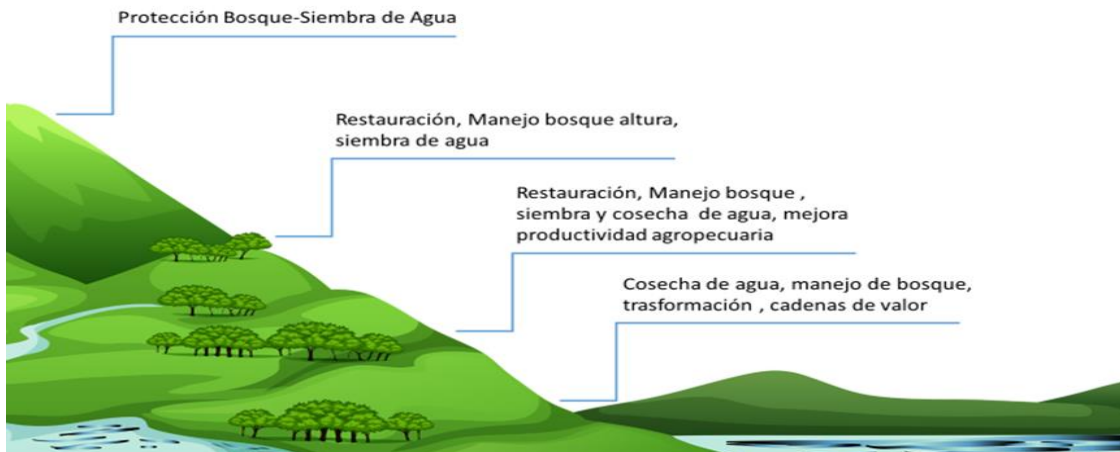 Protección Bosque-Siembra de Agua
Restauración, Manejo bosque altura,
siembra de agua
Restauración, Manejo bosque ,
siembra y cosecha de agua, mejora
productividad agropecuaria
Cosecha de agua, manejo de bosque,
trasformación , cadenas de valor